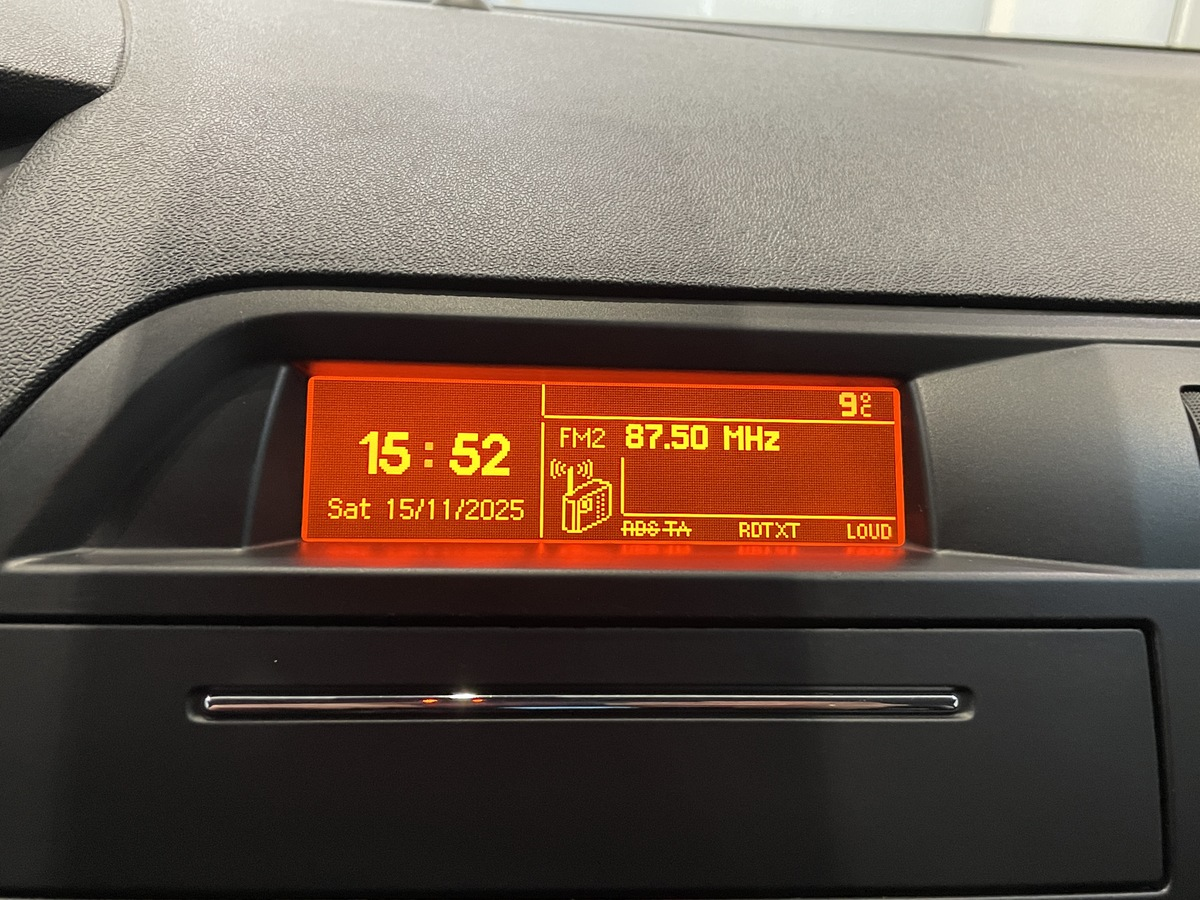 15:52
Sat 15/11/2025
9°C
FM2 87.50 MHz
RDS TA RDTXT LOUD